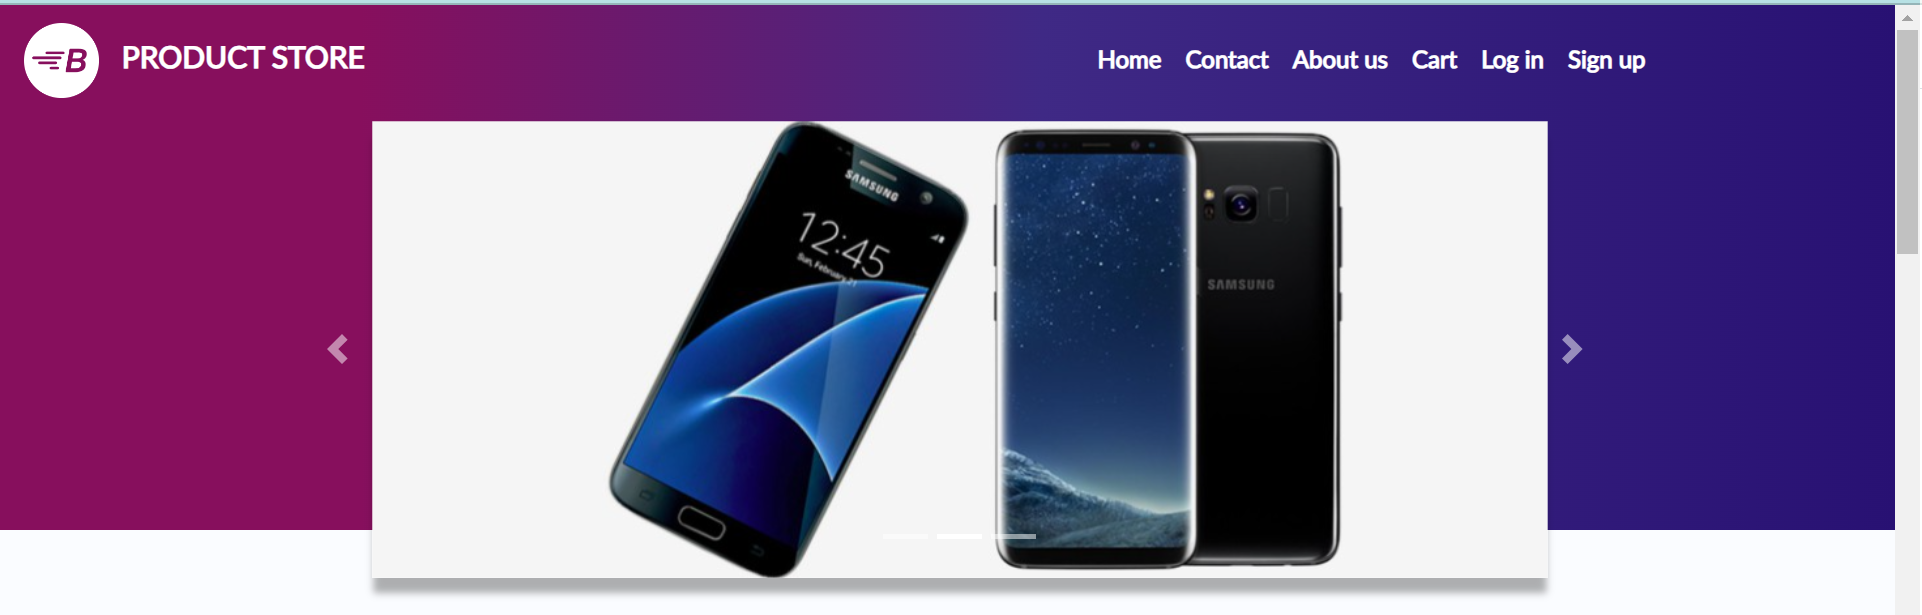 B PRODUCT STORE
Home Contact About us Cart Log in Sign up
SAMSUNG
12:45
Sun, February 21
SAMSUNG